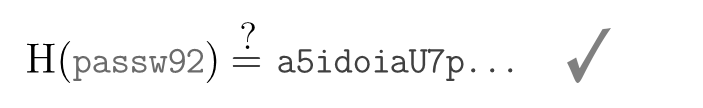 H(passw92) ≟ a5idoiaU7p... ✓